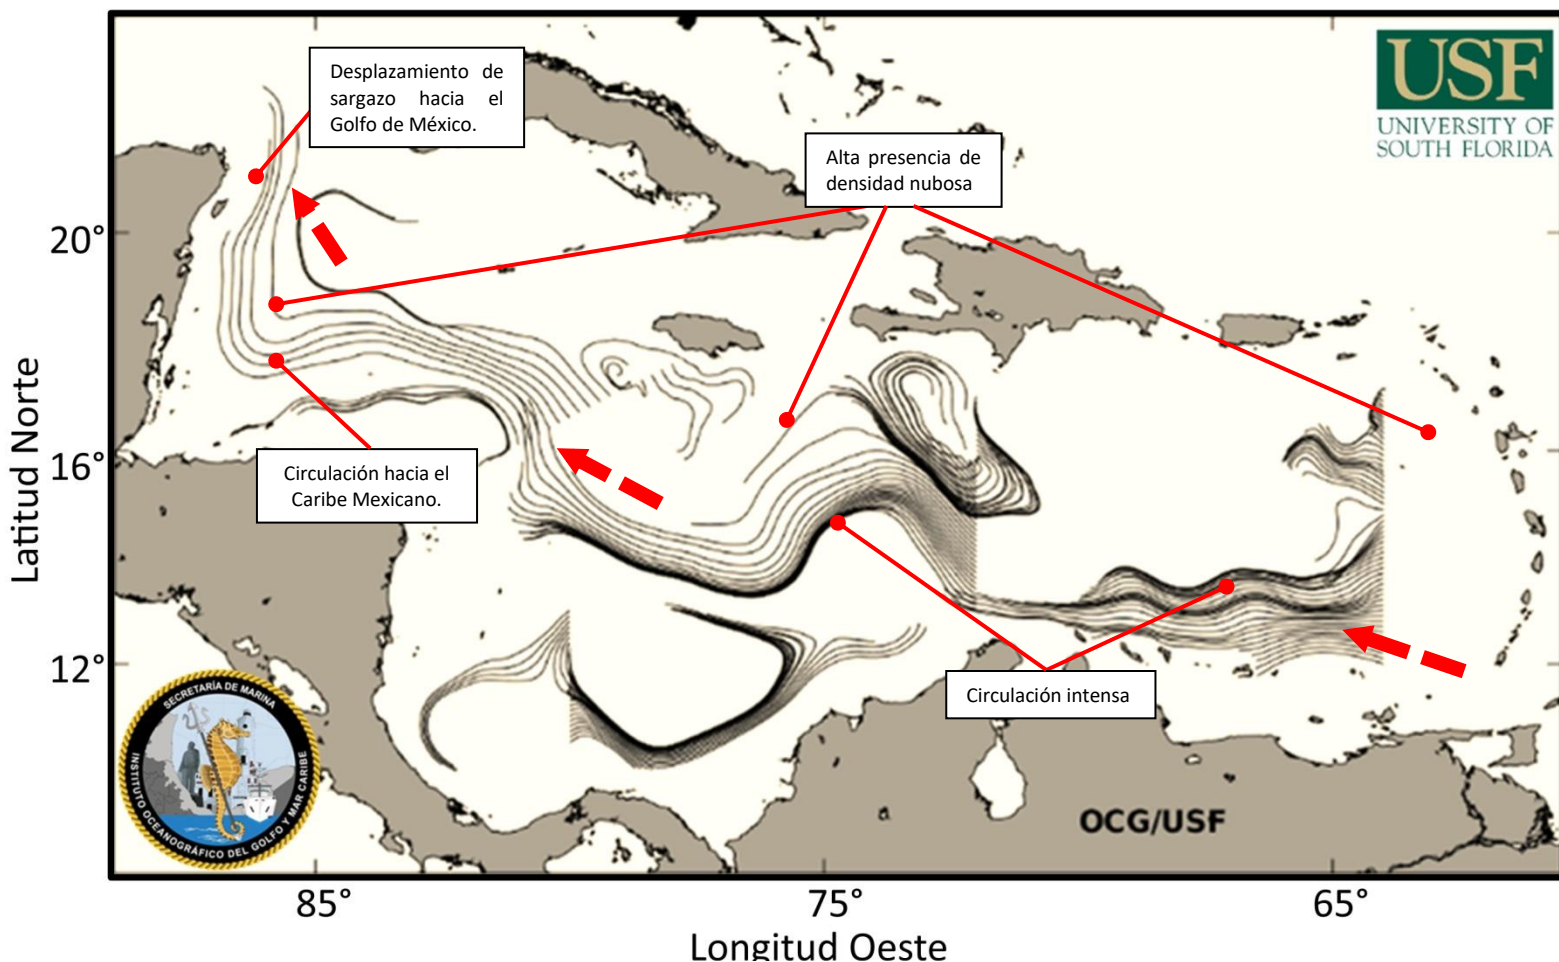 Desplazamiento de
sargazo hacia el
Golfo de México.
USF
UNIVERSITY OF
SOUTH FLORIDA
Alta presencia de
densidad nubosa
20°
16°
12°
Latitud Norte
Circulación hacia el
Caribe Mexicano.
Circulación intensa
SECRETARÍA DE MARINA
INSTITUTO OCEANOGRÁFICO DEL GOLFO Y MAR CARIBE
OCG/USF
85°
75°
65°
Longitud Oeste